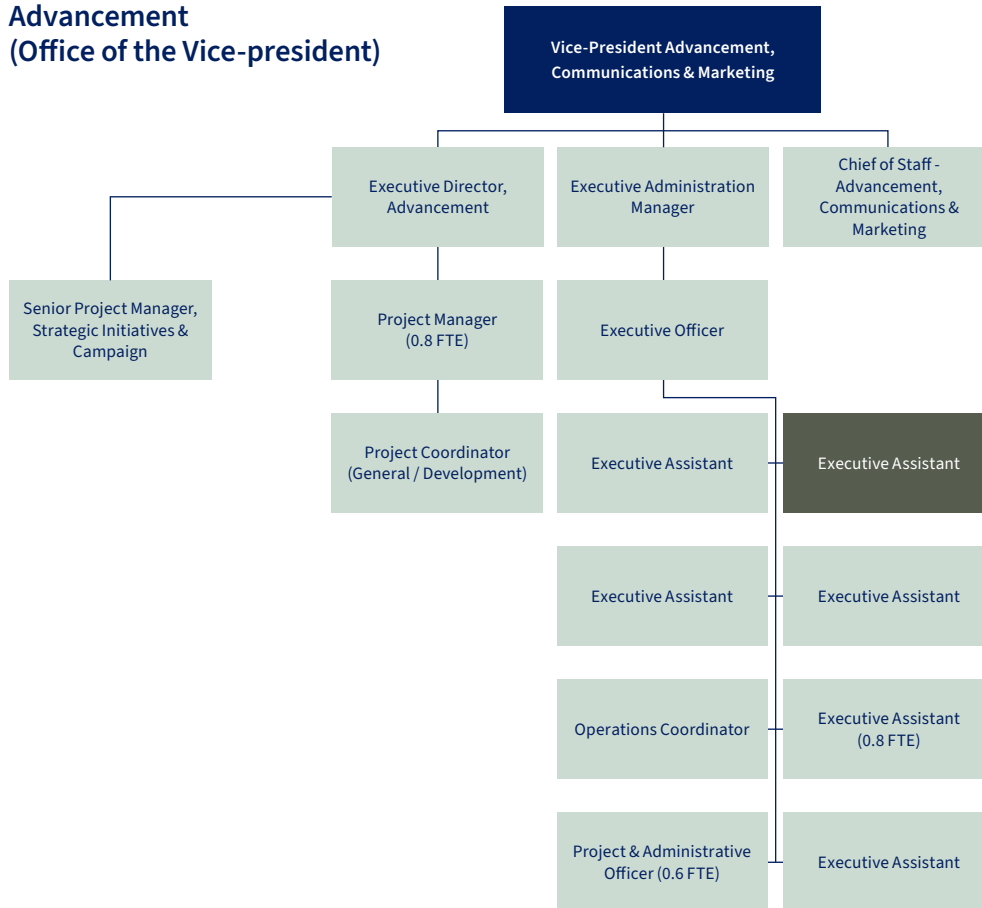 Advancement
(Office of the Vice-president)
Vice-President Advancement,
Communications & Marketing
Executive Director,
Advancement
Executive Administration
Manager
Chief of Staff -
Advancement,
Communications &
Marketing
Senior Project Manager,
Strategic Initiatives &
Campaign
Project Manager
(0.8 FTE)
Executive Officer
Project Coordinator
(General / Development)
Executive Assistant
Executive Assistant
Executive Assistant
Executive Assistant
Operations Coordinator
Executive Assistant
(0.8 FTE)
Project & Administrative
Officer (0.6 FTE)
Executive Assistant